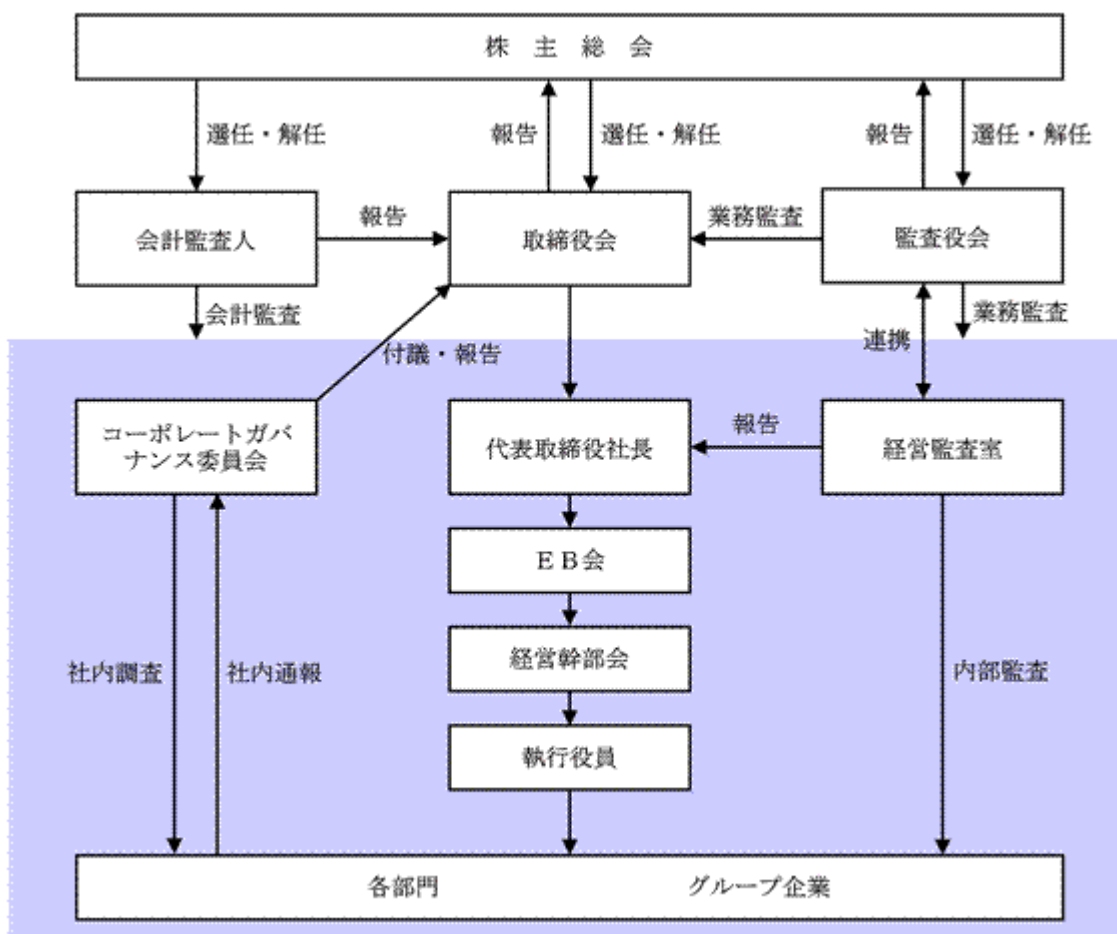 株 主 総 会
選任・解任
報告
選任・解任
報告
選任・解任
会計監査人
報告
取締役会
業務監査
監査役会
会計監査
付議・報告
連携
業務監査
コーポレートガバ
ナンス委員会
代表取締役社長
報告
経営監査室
ＥＢ会
経営幹部会
社内調査
社内通報
内部監査
執行役員
各部門 グループ企業